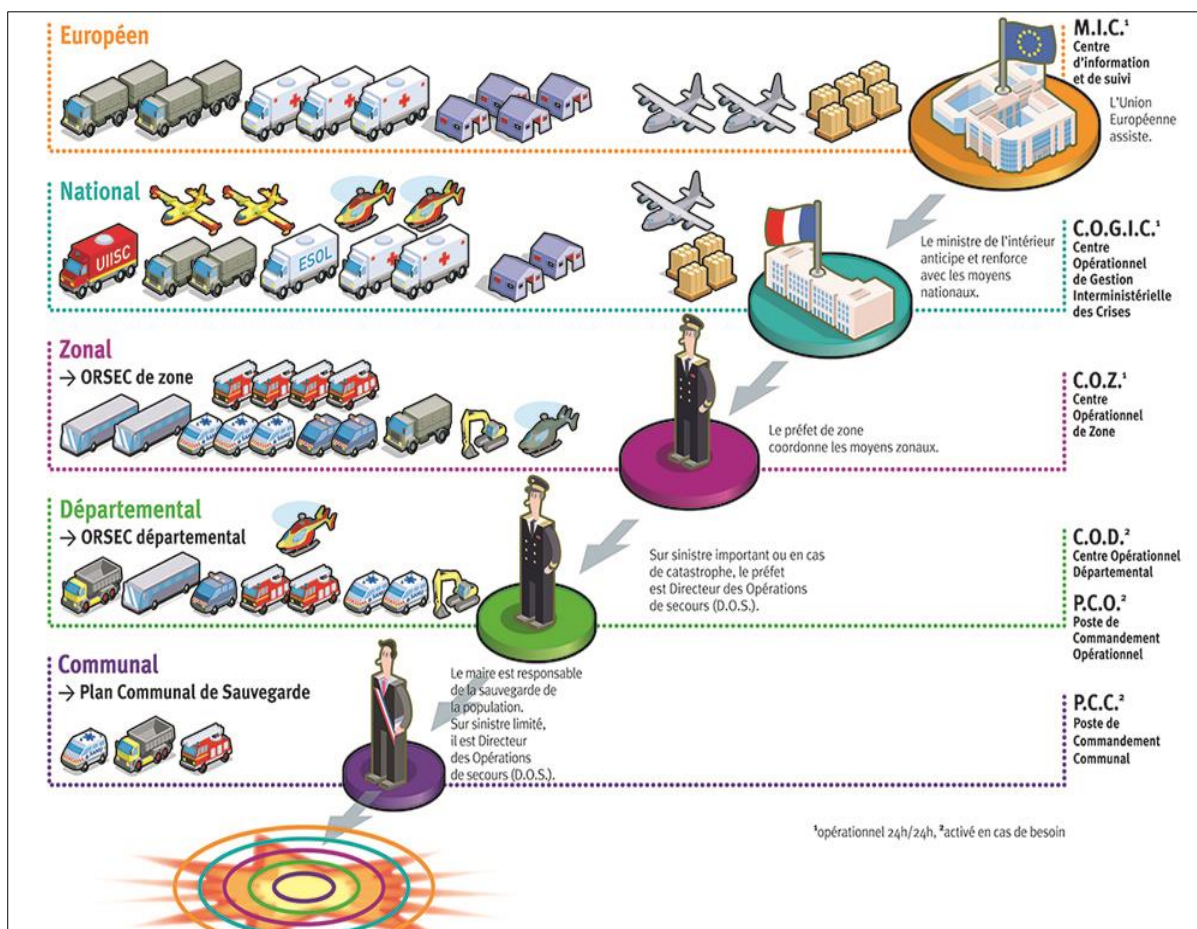 Européen
M.I.C.¹
Centre
d'information
et de suivi
L'Union
Européenne
assiste.
National
UIISC
ESOL
Le ministre de l'intérieur
anticipe et renforce
avec les moyens
nationaux.
C.O.G.I.C.¹
Centre
Opérationnel
de Gestion
Interministérielle
des Crises
Zonal
→ ORSEC de zone
Le préfet de zone
coordonne les moyens zonaux.
C.O.Z.¹
Centre
Opérationnel
de Zone
Départemental
→ ORSEC départemental
Sur sinistre important ou en cas
de catastrophe, le préfet
est Directeur des Opérations
de secours (D.O.S.).
C.O.D.²
Centre Opérationnel
Départemental
P.C.O.²
Poste de
Commandement
Opérationnel
Communal
→ Plan Communal de Sauvegarde
Le maire est responsable
de la sauvegarde de
la population.
Sur sinistre limité,
il est Directeur
des Opérations
de secours (D.O.S.).
P.C.C.²
Poste de
Commandement
Communal
¹opérationnel 24h/24h, ²activé en cas de besoin